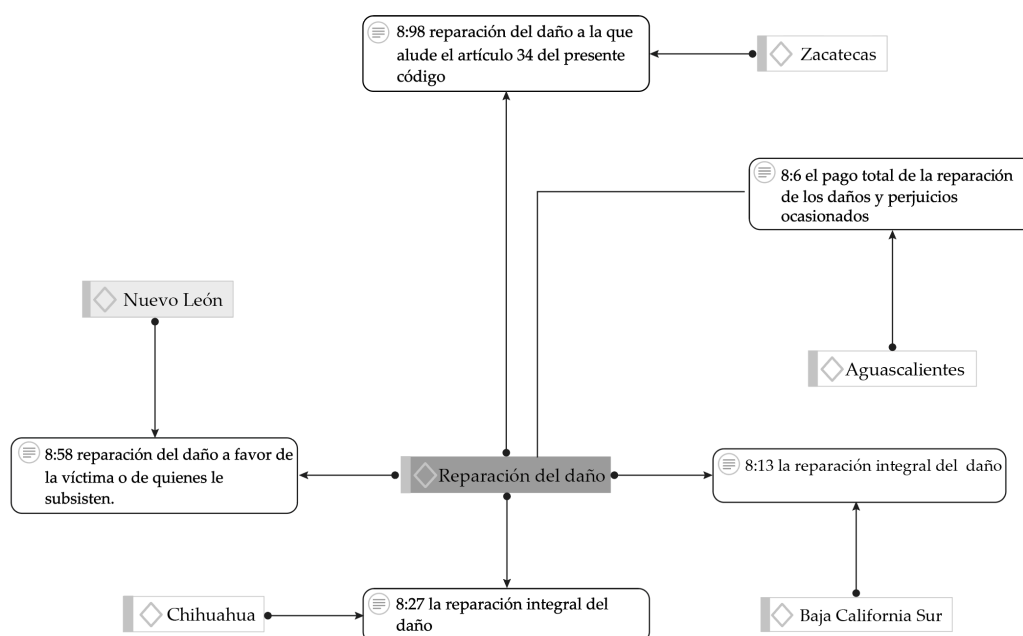 8:98 reparación del daño a la que
alude el artículo 34 del presente
código
Zacatecas
8:6 el pago total de la reparación
de los daños y perjuicios
ocasionados
Nuevo León
Aguascalientes
8:58 reparación del daño a favor de
la víctima o de quienes le
subsisten.
Reparación del daño
8:13 la reparación integral del daño
Chihuahua
8:27 la reparación integral del
daño
Baja California Sur